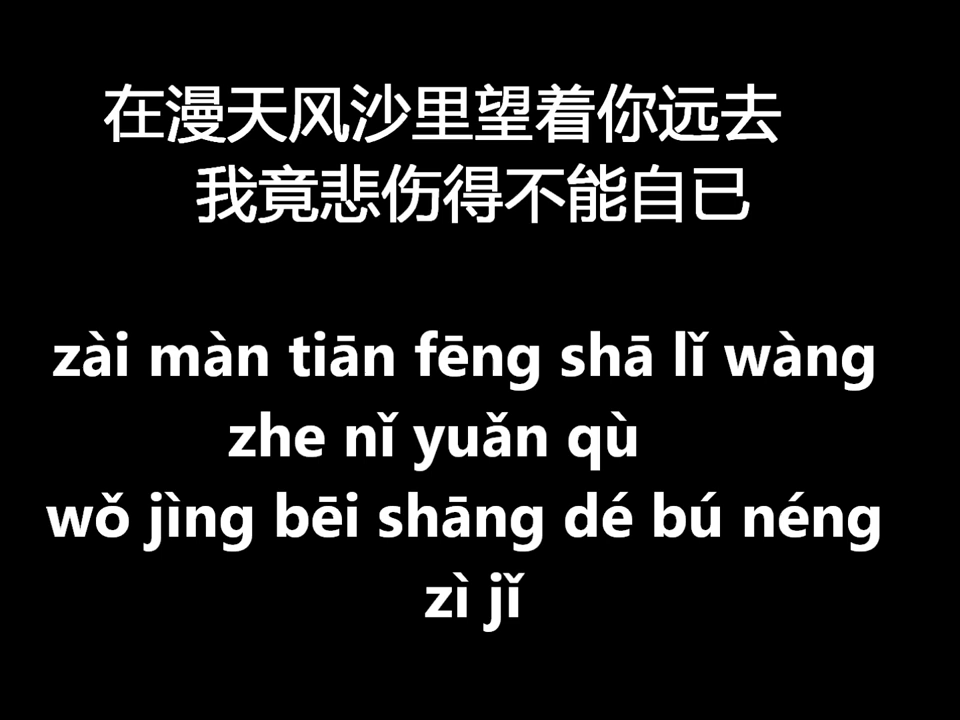 在漫天风沙里望着你远去
我竟悲伤得不能自已
zài màn tiān fēng shā lǐ wàng
zhe nǐ yuǎn qù
wǒ jìng bēi shāng dé bú néng
zì jǐ